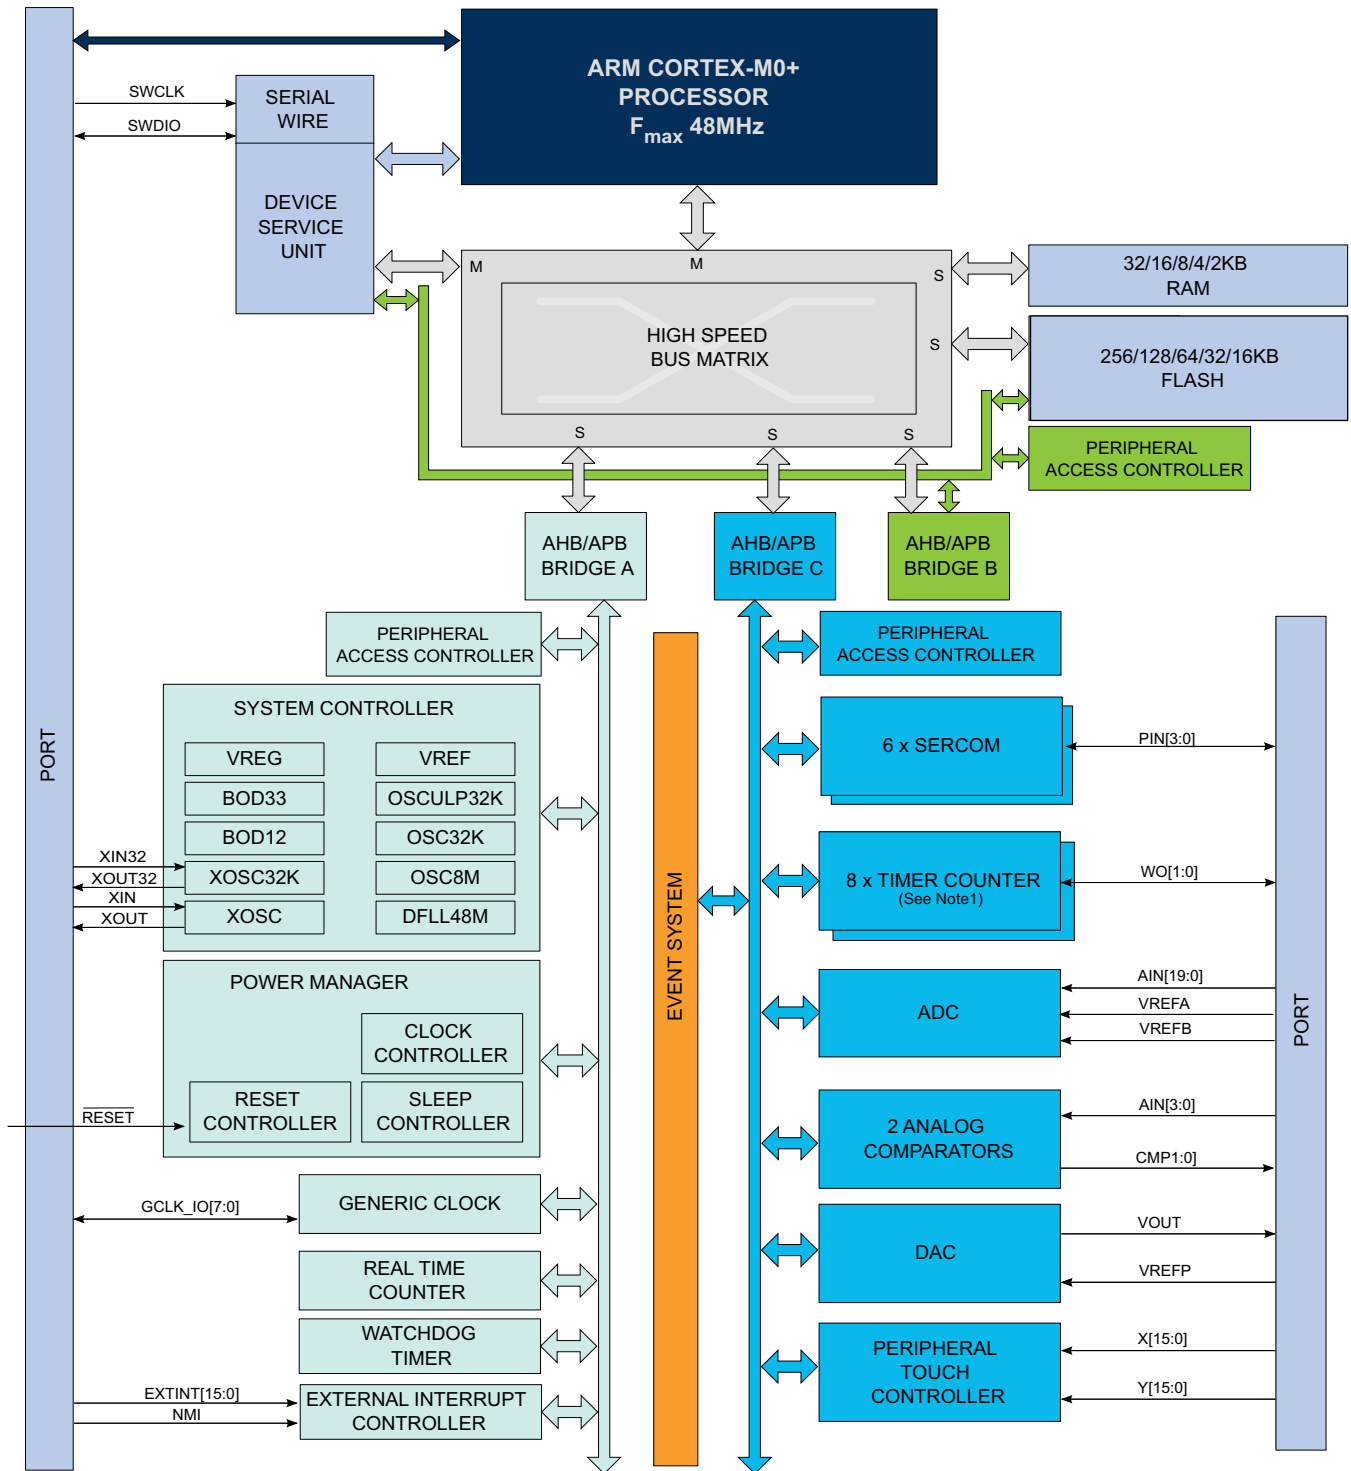 ARM CORTEX-M0+
PROCESSOR
Fmax 48MHz
SWCLK
SWDIO
SERIAL
WIRE
DEVICE
SERVICE
UNIT
M
M
S
S
HIGH SPEED
BUS MATRIX
S
S
S
32/16/8/4/2KB
RAM
256/128/64/32/16KB
FLASH
PERIPHERAL
ACCESS CONTROLLER
AHB/APB
BRIDGE A
AHB/APB
BRIDGE C
AHB/APB
BRIDGE B
PORT
PERIPHERAL
ACCESS CONTROLLER
SYSTEM CONTROLLER
VREG
VREF
BOD33
OSCULP32K
BOD12
OSC32K
XOSC32K
OSC8M
XOSC
DFLL48M
XIN32
XOUT32
XIN
XOUT
POWER MANAGER
CLOCK
CONTROLLER
RESET
CONTROLLER
SLEEP
CONTROLLER
RESET
GCLK_IO[7:0]
GENERIC CLOCK
REAL TIME
COUNTER
WATCHDOG
TIMER
EXTINT[15:0]
NMI
EXTERNAL INTERRUPT
CONTROLLER
EVENT SYSTEM
PERIPHERAL
ACCESS CONTROLLER
6 x SERCOM
PIN[3:0]
8 x TIMER COUNTER
(See Note1)
WO[1:0]
ADC
AIN[19:0]
VREFA
VREFB
2 ANALOG
COMPARATORS
AIN[3:0]
CMP1:0]
DAC
VOUT
VREFP
PERIPHERAL
TOUCH
CONTROLLER
X[15:0]
Y[15:0]
PORT